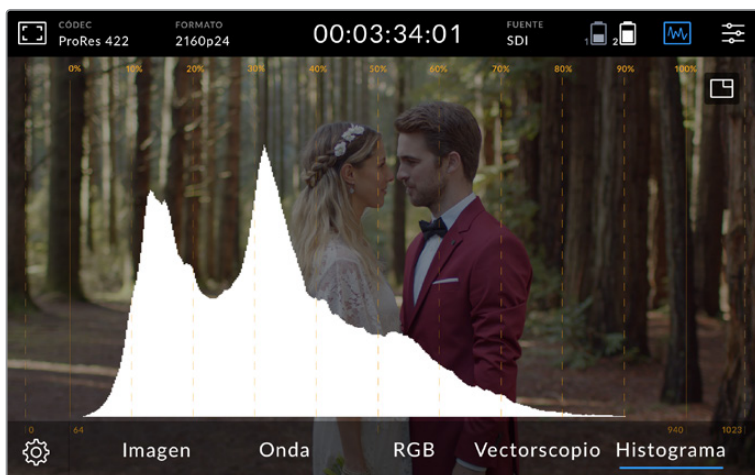 CÓDEC FORMATO 00:03:34:01 FUENTE
ProRes 422 2160p24 SDI 1 2
0% 10% 20% 30% 40% 50% 60% 70% 80% 90% 100%
0 64 940 1023
Imagen Onda RGB Vectorscopio Histograma